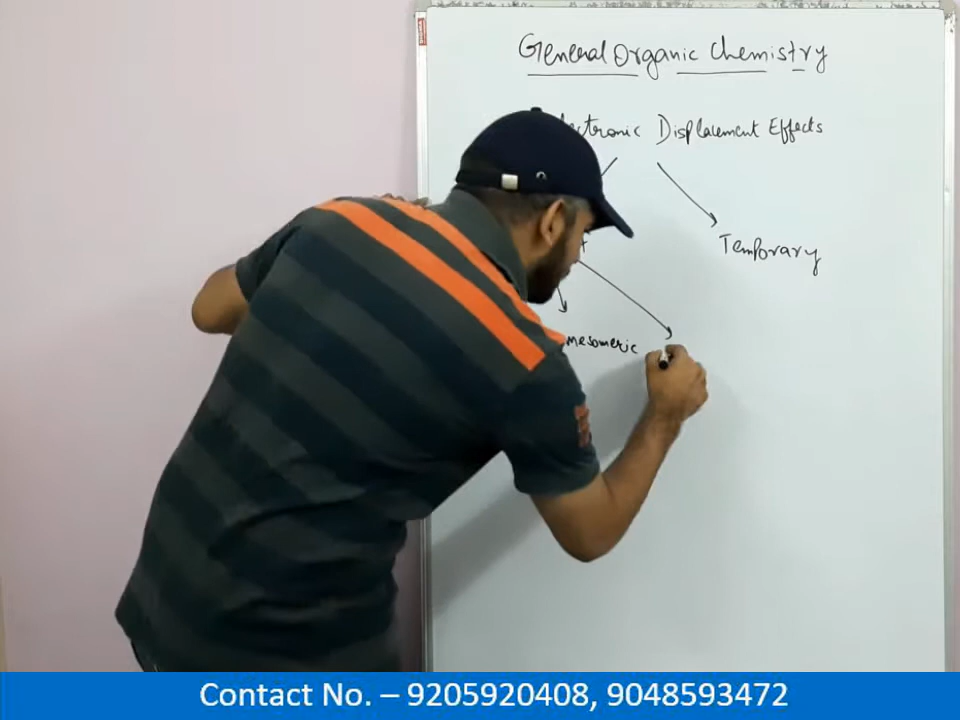 General Organic Chemistry
Displacement Effects
Temporary
mesomeric
Contact No. – 9205920408, 9048593472